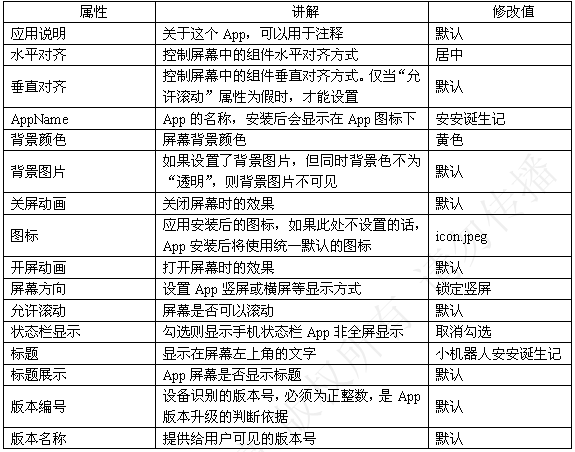 属性 讲解 修改值
应用说明 关于这个 App，可以用于注释 默认
水平对齐 控制屏幕中的组件水平对齐方式 居中
垂直对齐 控制屏幕中的组件垂直对齐方式。仅当“允 默认
许滚动”属性为假时，才能设置
AppName App 的名称，安装后会显示在 App 图标下 安安诞生记
背景颜色 屏幕背景颜色 黄色
背景图片 如果设置了背景图片，但同时背景色不为 默认
“透明”，则背景图片不可见
关屏动画 关闭屏幕时的效果 默认
图标 应用安装后的图标，如果此处不设置的话， icon.jpeg
App 安装后将使用统一默认的图标
开屏动画 打开屏幕时的效果 默认
屏幕方向 设置 App 竖屏或横屏等显示方式 锁定竖屏
允许滚动 屏幕是否可以滚动 默认
状态栏显示 勾选则显示手机状态栏 App 非全屏显示 取消勾选
标题 显示在屏幕左上角的文字 小机器人安安诞生记
标题展示 App 屏幕是否显示标题 默认
版本编号 设备识别的版本号，必须为正整数，是 App 默认
版本升级的判断依据
版本名称 提供给用户可见的版本号 默认